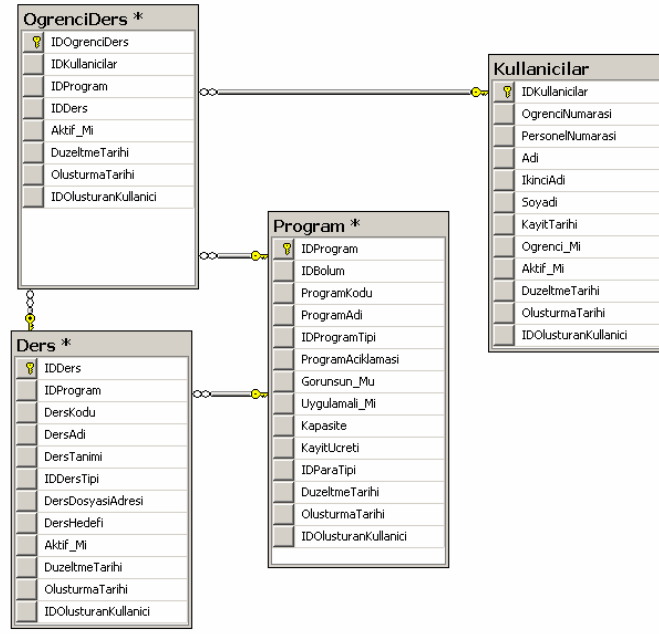 OgrenciDers *
IDOgrenciDers
IDKullanicilar
IDProgram
IDDers
Aktif_Mi
DuzeltmeTarihi
OlusturmaTarihi
IDOlusturanKullanici
Kullanicilar
IDKullanicilar
OgrenciNumarasi
PersonelNumarasi
Adi
IkinciAdi
Soyadi
KayitTarihi
Ogrenci_Mi
Aktif_Mi
DuzeltmeTarihi
OlusturmaTarihi
IDOlusturanKullanici
Program *
IDProgram
IDBolum
ProgramKodu
ProgramAdi
IDProgramTipi
ProgramAciklamasi
Gorunsun_Mu
Uygulamali_Mi
Kapasite
KayitUcreti
IDParaTipi
DuzeltmeTarihi
OlusturmaTarihi
IDOlusturanKullanici
Ders *
IDDers
IDProgram
DersKodu
DersAdi
DersTanimi
IDDersTipi
DersDosyasiAdresi
DersHedefi
Aktif_Mi
DuzeltmeTarihi
OlusturmaTarihi
IDOlusturanKullanici